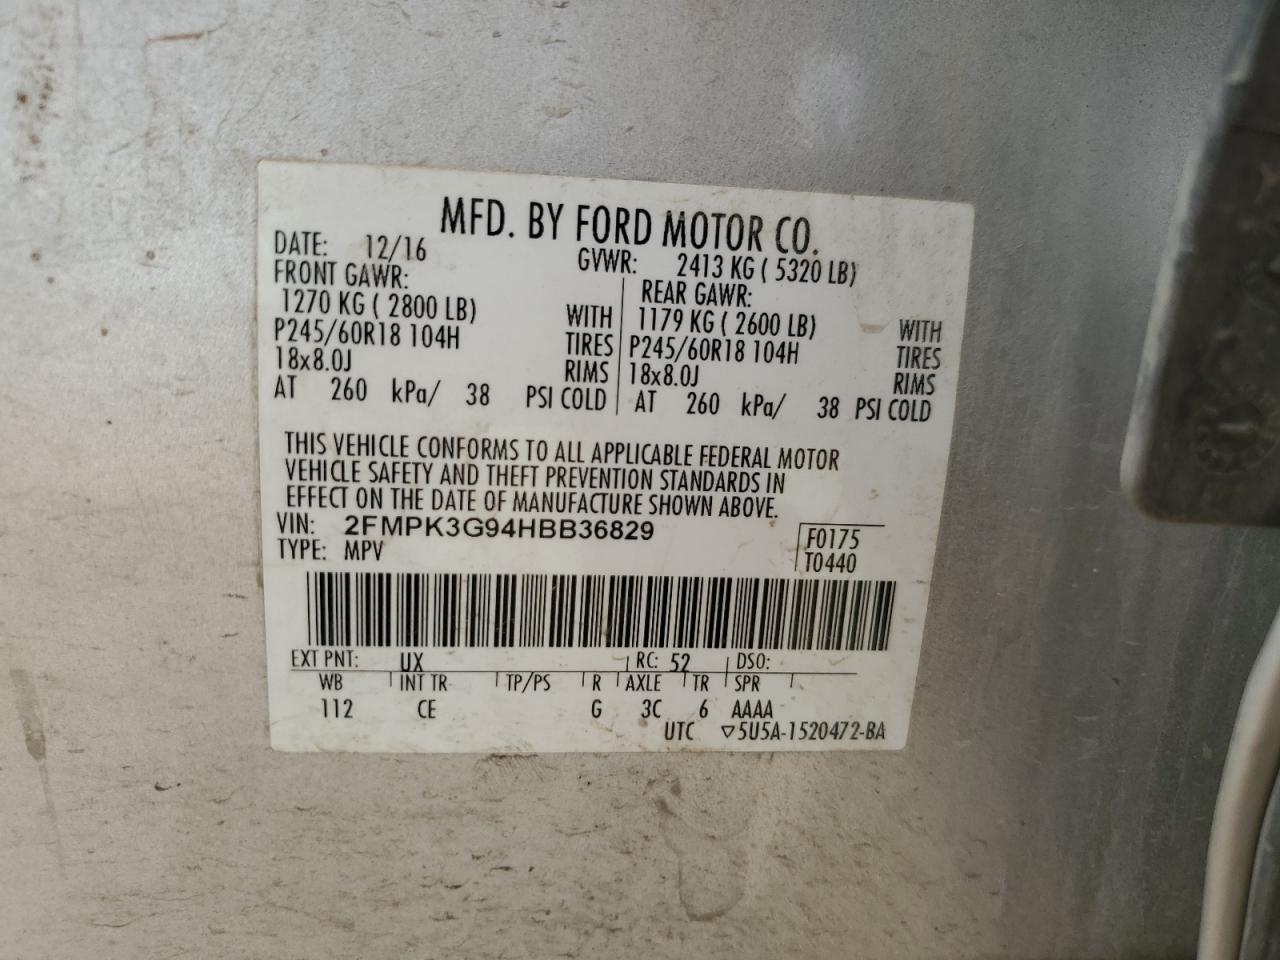 MFD. BY FORD MOTOR CO.
DATE: 12/16 GVWR: 2413 KG ( 5320 LB)
FRONT GAWR: REAR GAWR:
1270 KG ( 2800 LB) WITH 1179 KG ( 2600 LB) WITH
P245/60R18 104H TIRES P245/60R18 104H TIRES
18x8.0J RIMS 18x8.0J RIMS
AT 260 kPa/ 38 PSI COLD AT 260 kPa/ 38 PSI COLD
THIS VEHICLE CONFORMS TO ALL APPLICABLE FEDERAL MOTOR
VEHICLE SAFETY AND THEFT PREVENTION STANDARDS IN
EFFECT ON THE DATE OF MANUFACTURE SHOWN ABOVE.
VIN: 2FMPK3G94HBB36829 F0175
TYPE: MPV T0440
EXT PNT: UX RC: 52 DSO:
WB INT TR TP/PS R AXLE TR SPR
112 CE G 3C 6 AAAA
UTC ▽5U5A-1520472-BA